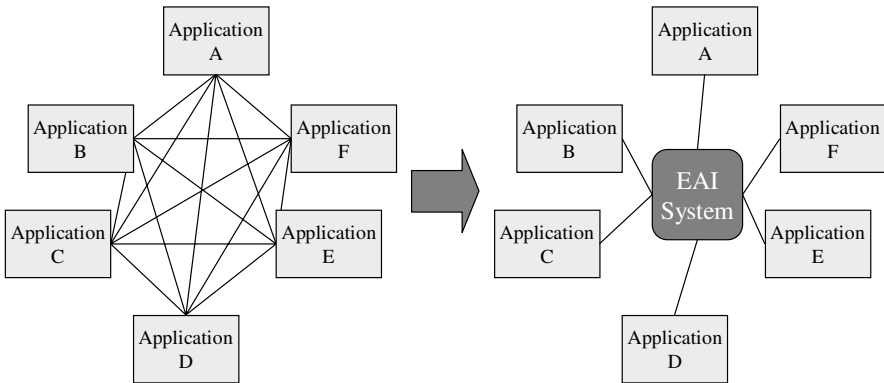 Application
A
Application
B
Application
F
Application
C
Application
E
Application
D
Application
A
Application
B
Application
F
EAI
System
Application
C
Application
E
Application
D